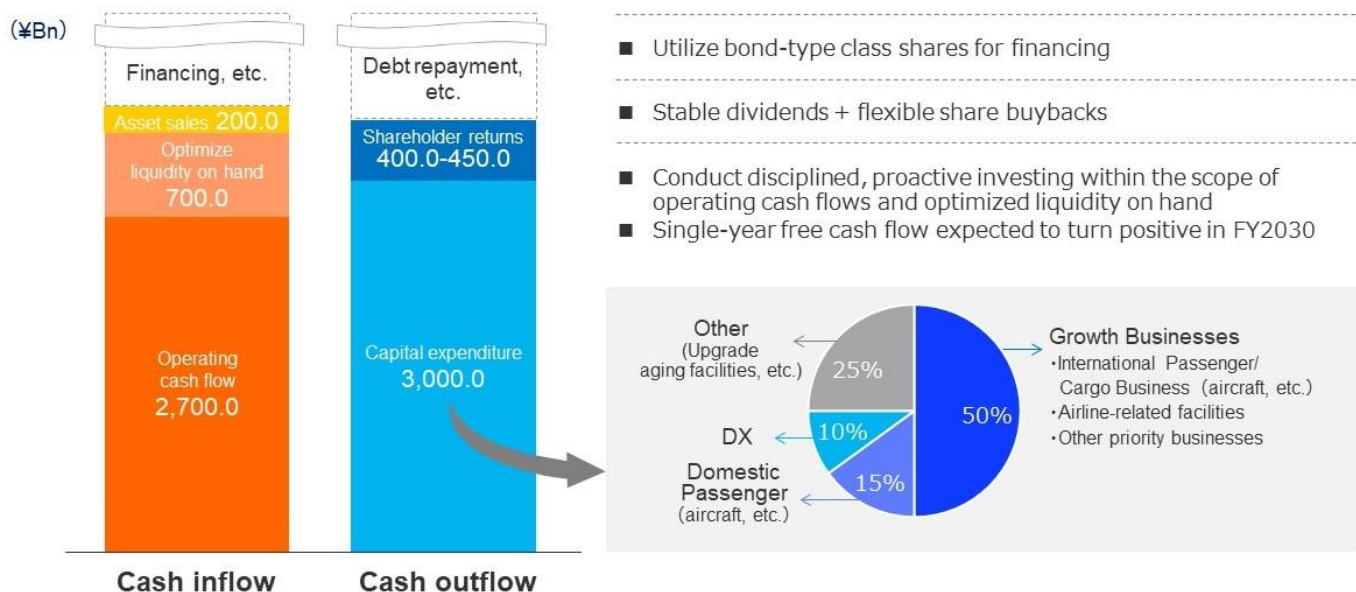 (¥Bn)
Financing, etc.
Asset sales 200.0
Optimize
liquidity on hand
700.0
Operating
cash flow
2,700.0
Cash inflow
Debt repayment,
etc.
Shareholder returns
400.0-450.0
Capital expenditure
3,000.0
Cash outflow
■ Utilize bond-type class shares for financing
■ Stable dividends + flexible share buybacks
■ Conduct disciplined, proactive investing within the scope of
operating cash flows and optimized liquidity on hand
■ Single-year free cash flow expected to turn positive in FY2030
Other
(Upgrade
aging facilities, etc.)
25%
DX
10%
Domestic
Passenger
(aircraft, etc.)
15%
50%
Growth Businesses
・International Passenger/
Cargo Business (aircraft, etc.)
・Airline-related facilities
・Other priority businesses